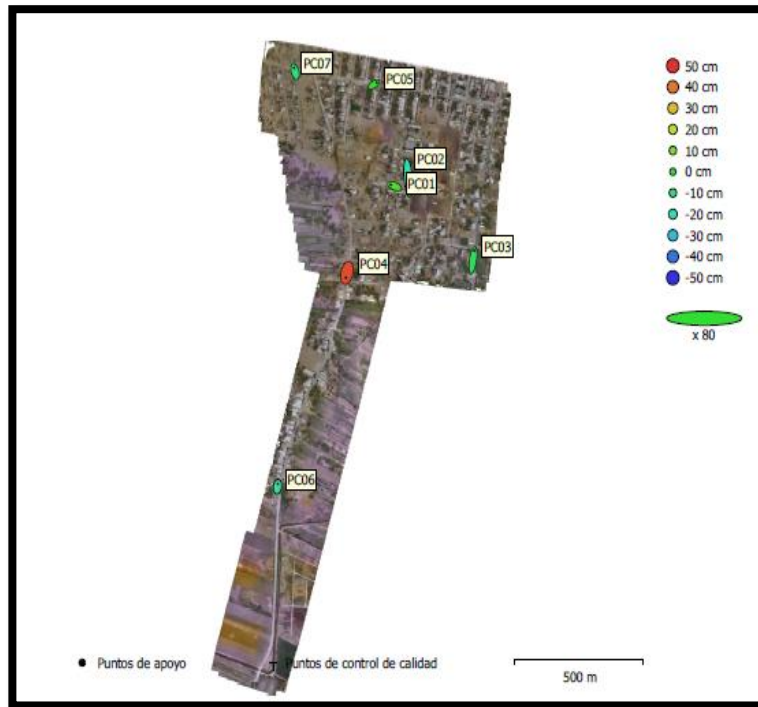 PC07
PC05
PC02
PC01
PC03
PC04
PC06
50 cm
40 cm
30 cm
20 cm
10 cm
0 cm
-10 cm
-20 cm
-30 cm
-40 cm
-50 cm
x 80
Puntos de apoyo
Puntos de control de calidad
500 m